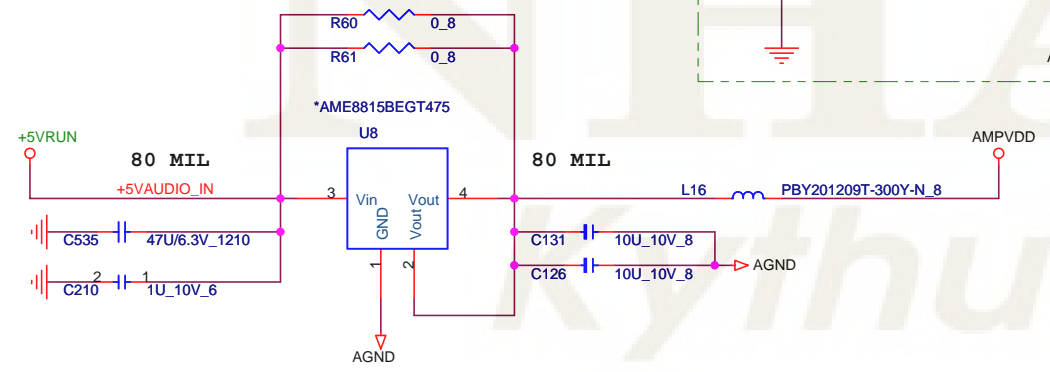 R60 0_8
R61 0_8
*AME8815BEGT475
U8
+5VRUN
80 MIL
80 MIL
AMPVDD
+5VAUDIO_IN
3
Vin
Vout
4
L16
PBY201209T-300Y-N_8
GND
Vout
C535
47U/6.3V_1210
C131
10U_10V_8
AGND
C210
2
1
1U_10V_6
1
2
C126
10U_10V_8
AGND
NHA
Kythu